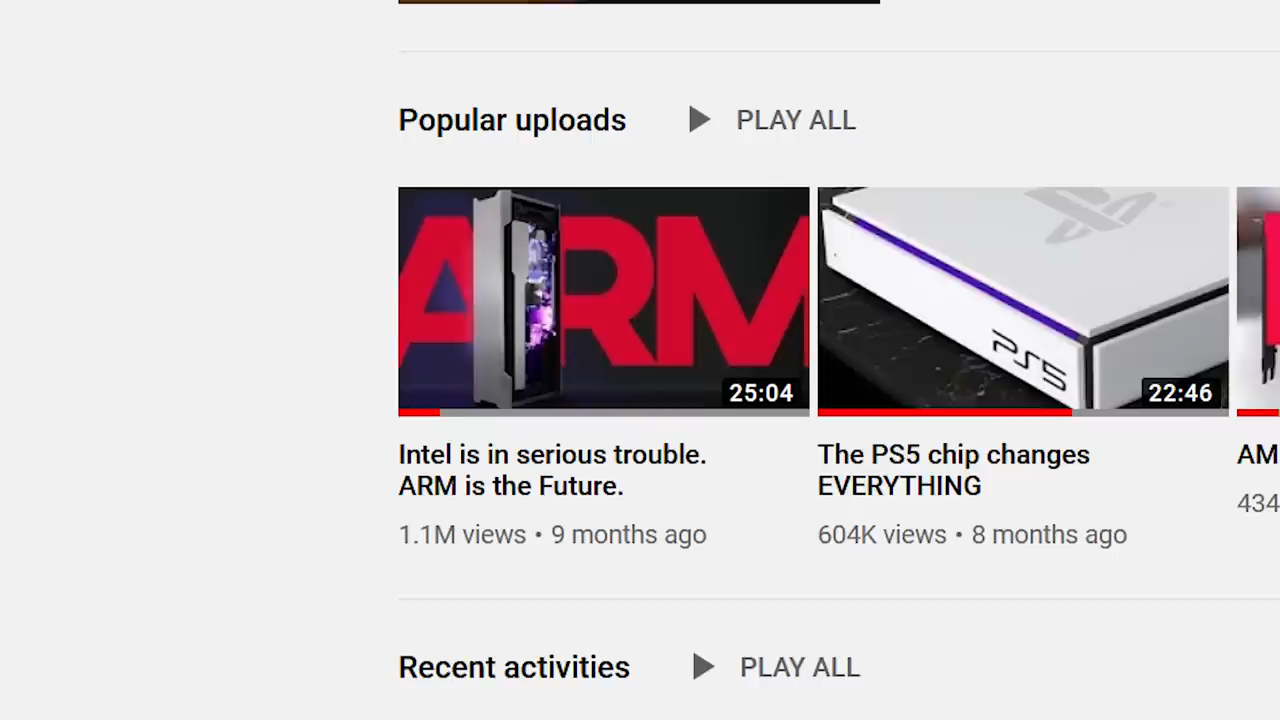 Popular uploads PLAY ALL
ARM
25:04
PS5
22:46
Intel is in serious trouble.
ARM is the Future.
1.1M views • 9 months ago
The PS5 chip changes
EVERYTHING
604K views • 8 months ago
AM
434
Recent activities PLAY ALL